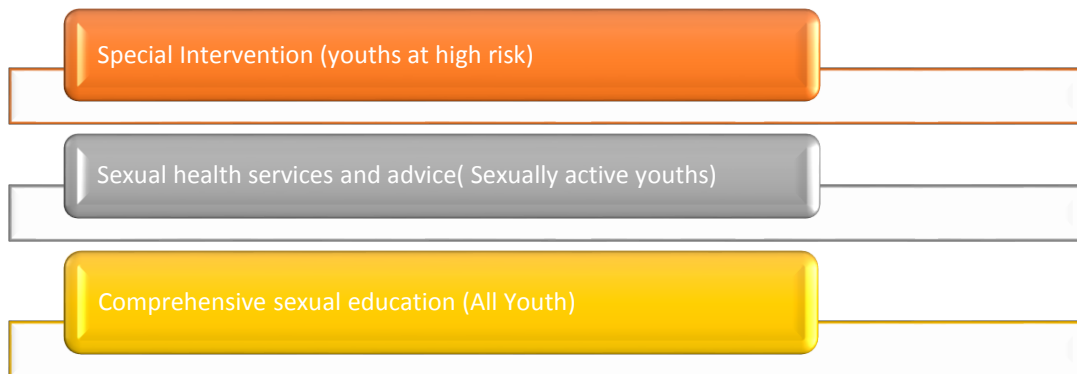 Special Intervention (youths at high risk)
Sexual health services and advice( Sexually active youths)
Comprehensive sexual education (All Youth)